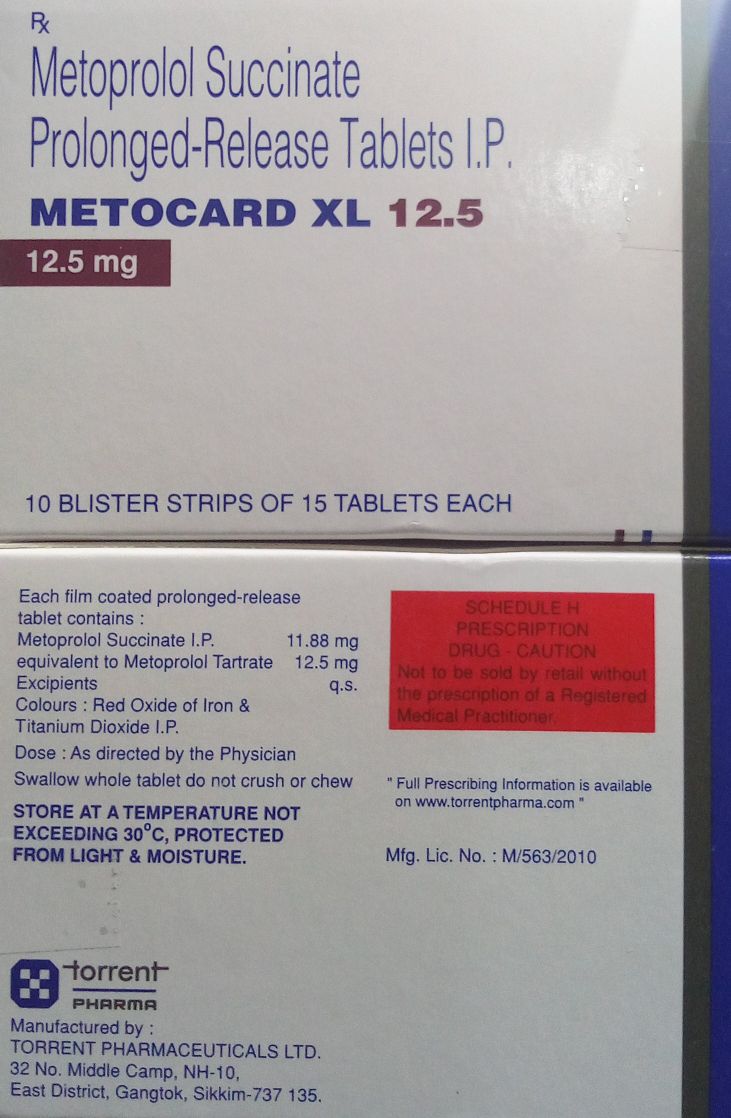 Rx
Metoprolol Succinate
Prolonged-Release Tablets I.P.
METOCARD XL 12.5
12.5 mg
10 BLISTER STRIPS OF 15 TABLETS EACH
Each film coated prolonged-release
tablet contains :
Metoprolol Succinate I.P. 11.88 mg
equivalent to Metoprolol Tartrate 12.5 mg
Excipients q.s.
Colours : Red Oxide of Iron &
Titanium Dioxide I.P.
Dose : As directed by the Physician
Swallow whole tablet do not crush or chew
STORE AT A TEMPERATURE NOT
EXCEEDING 30°C, PROTECTED
FROM LIGHT & MOISTURE.
SCHEDULE H
PRESCRIPTION
DRUG - CAUTION
Not to be sold by retail without
the prescription of a Registered
Medical Practitioner.
" Full Prescribing Information is available
on www.torrentpharma.com "
Mfg. Lic. No. : M/563/2010
torrent
PHARMA
Manufactured by :
TORRENT PHARMACEUTICALS LTD.
32 No. Middle Camp, NH-10,
East District, Gangtok, Sikkim-737 135.